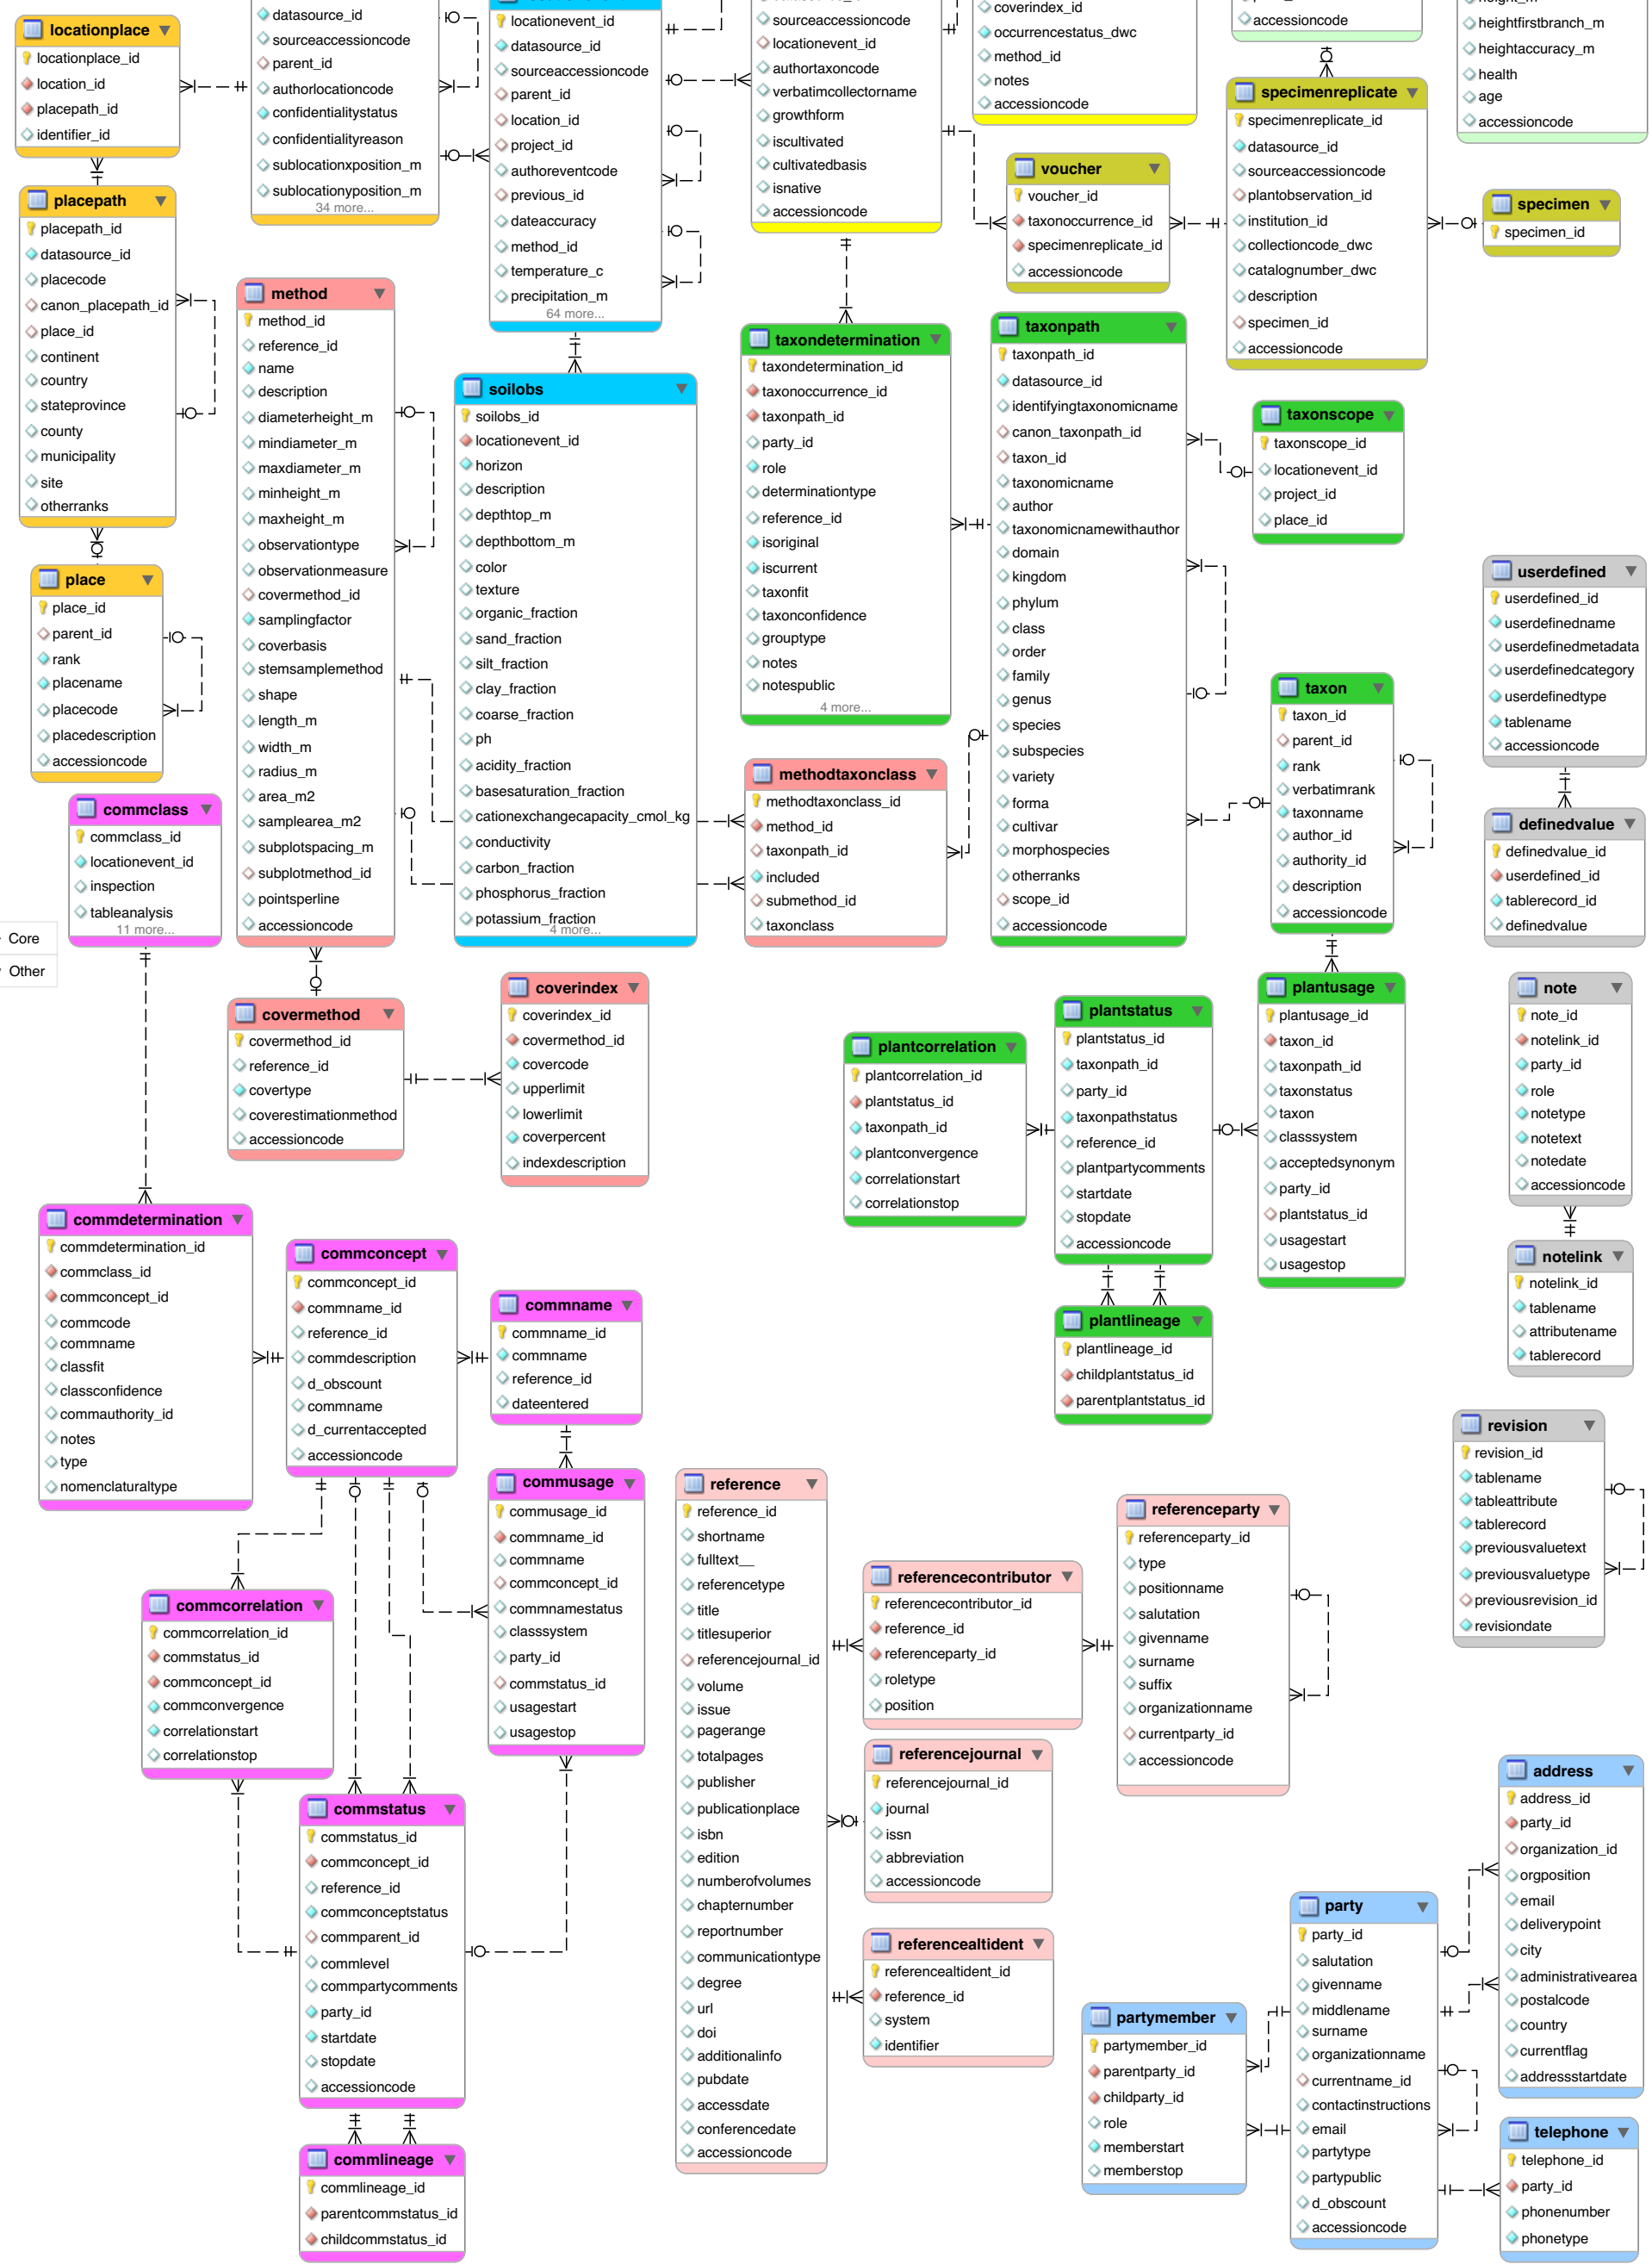 locationplace
locationplace_id
location_id
placepath_id
identifier_id
datasource_id
sourceaccessioncode
parent_id
authorlocationcode
confidentialitystatus
confidentialityreason
sublocationxposition_m
sublocationyposition_m
34 more...
locationevent_id
datasource_id
sourceaccessioncode
parent_id
location_id
project_id
authoreventcode
previous_id
dateaccuracy
method_id
temperature_c
precipitation_m
64 more...
sourceaccessioncode
locationevent_id
authortaxoncode
verbatimcollectorname
growthform
iscultivated
cultivatedbasis
isnative
accessioncode
coverindex_id
occurrencestatus_dwc
method_id
notes
accessioncode
accessioncode
heightfirstbranch_m
heightaccuracy_m
health
age
accessioncode
specimenreplicate
specimenreplicate_id
datasource_id
sourceaccessioncode
plantobservation_id
institution_id
collectioncode_dwc
catalognumber_dwc
description
specimen_id
accessioncode
voucher
voucher_id
taxonoccurrence_id
specimenreplicate_id
accessioncode
specimen
specimen_id
placepath
placepath_id
datasource_id
placecode
canon_placepath_id
place_id
continent
country
stateprovince
county
municipality
site
otherranks
method
method_id
reference_id
name
description
diameterheight_m
mindiameter_m
maxdiameter_m
minheight_m
maxheight_m
observationtype
observationmeasure
covermethod_id
samplingfactor
coverbasis
stemsamplemethod
shape
length_m
width_m
radius_m
area_m2
samplearea_m2
subplotspacing_m
subplotmethod_id
pointsperline
accessioncode
soilobs
soilobs_id
locationevent_id
horizon
description
depthtop_m
depthbottom_m
color
texture
organic_fraction
sand_fraction
silt_fraction
clay_fraction
coarse_fraction
ph
acidity_fraction
basesaturation_fraction
cationexchangecapacity_cmol_kg
conductivity
carbon_fraction
phosphorus_fraction
potassium_fraction
4 more...
taxondetermination
taxondetermination_id
taxonoccurrence_id
taxonpath_id
party_id
role
determinationtype
reference_id
isoriginal
iscurrent
taxonfit
taxonconfidence
grouptype
notes
notespublic
4 more...
taxonpath
taxonpath_id
datasource_id
identifyingtaxonomicname
canon_taxonpath_id
taxon_id
taxonomicname
author
taxonomicnamewithauthor
domain
kingdom
phylum
class
order
family
genus
species
subspecies
variety
forma
cultivar
morphospecies
otherranks
scope_id
accessioncode
taxonscope
taxonscope_id
locationevent_id
project_id
place_id
place
place_id
parent_id
rank
placename
placecode
placedescription
accessioncode
userdefined
userdefined_id
userdefinedname
userdefinedmetadata
userdefinedcategory
userdefinedtype
tablename
accessioncode
taxon
taxon_id
parent_id
rank
verbatimrank
taxonname
author_id
authority_id
description
accessioncode
methodtaxonclass
methodtaxonclass_id
method_id
taxonpath_id
included
submethod_id
taxonclass
commclass
commclass_id
locationevent_id
inspection
tableanalysis
11 more...
definedvalue
definedvalue_id
userdefined_id
tablerecord_id
definedvalue
Core
Other
covermethod
covermethod_id
reference_id
covertype
coverestimationmethod
accessioncode
coverindex
coverindex_id
covermethod_id
covercode
upperlimit
lowerlimit
coverpercent
indexdescription
plantcorrelation
plantcorrelation_id
plantstatus_id
taxonpath_id
plantconvergence
correlationstart
correlationstop
plantstatus
plantstatus_id
taxonpath_id
party_id
taxonpathstatus
reference_id
plantpartycomments
startdate
stopdate
accessioncode
plantusage
plantusage_id
taxon_id
taxonpath_id
taxonstatus
taxon
classsystem
acceptedsynonym
party_id
plantstatus_id
usagestart
usagestop
note
note_id
notelink_id
party_id
role
notetype
notetext
notedate
accessioncode
commdetermination
commdetermination_id
commclass_id
commconcept_id
commcode
commname
classfit
classconfidence
commauthority_id
notes
type
nomenclaturaltype
commconcept
commconcept_id
commname_id
reference_id
commdescription
d_obscount
commname
d_currentaccepted
accessioncode
commname
commname_id
commname
reference_id
dateentered
plantlineage
plantlineage_id
childplantstatus_id
parentplantstatus_id
notelink
notelink_id
tablename
attributename
tablerecord
revision
revision_id
tablename
tableattribute
tablerecord
previousvaluetext
previousvaluetype
previousrevision_id
revisiondate
commusage
commusage_id
commname_id
commname
commconcept_id
commnamestatus
classsystem
party_id
commstatus_id
usagestart
usagestop
reference
reference_id
shortname
fulltext__
referencetype
title
titlesuperior
referencejournal_id
volume
issue
pagerange
totalpages
publisher
publicationplace
isbn
edition
numberofvolumes
chapternumber
reportnumber
communicationtype
degree
url
doi
additionalinfo
pubdate
accessdate
conferencedate
accessioncode
referencecontributor
referencecontributor_id
reference_id
referenceparty_id
roletype
position
referenceparty
referenceparty_id
type
positionname
salutation
givenname
surname
suffix
organizationname
currentparty_id
accessioncode
commcorrelation
commcorrelation_id
commstatus_id
commconcept_id
commconvergence
correlationstart
correlationstop
referencejournal
referencejournal_id
journal
issn
abbreviation
accessioncode
commstatus
commstatus_id
commconcept_id
reference_id
commconceptstatus
commparent_id
commlevel
commpartycomments
party_id
startdate
stopdate
accessioncode
referencealtident
referencealtident_id
reference_id
system
identifier
address
address_id
party_id
organization_id
orgposition
email
deliverypoint
city
administrativearea
postalcode
country
currentflag
addressstartdate
party
party_id
salutation
givenname
middlename
surname
organizationname
currentname_id
contactinstructions
email
partytype
partypublic
d_obscount
accessioncode
partymember
partymember_id
parentparty_id
childparty_id
role
memberstart
memberstop
telephone
telephone_id
party_id
phonenumber
phonetype
commlineage
commlineage_id
parentcommstatus_id
childcommstatus_id